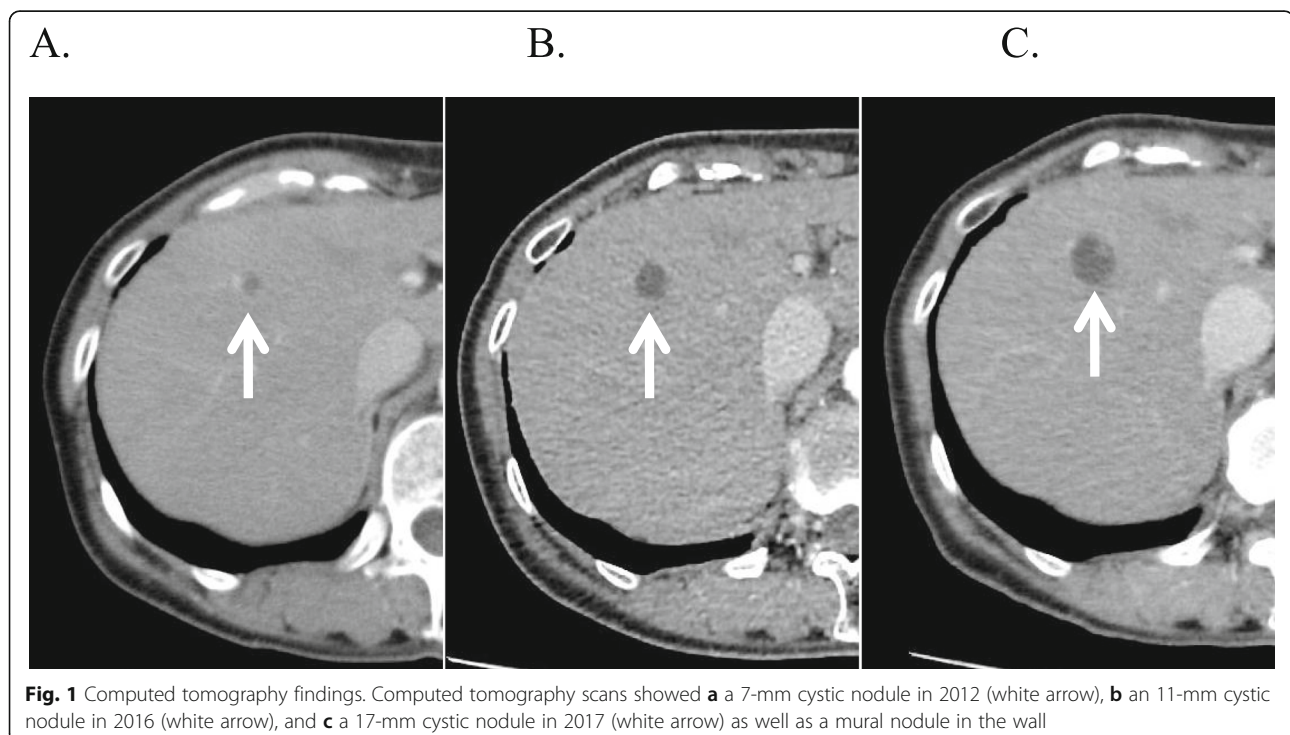 A. B. C.
Fig. 1 Computed tomography findings. Computed tomography scans showed a a 7-mm cystic nodule in 2012 (white arrow), b an 11-mm cystic
nodule in 2016 (white arrow), and c a 17-mm cystic nodule in 2017 (white arrow) as well as a mural nodule in the wall